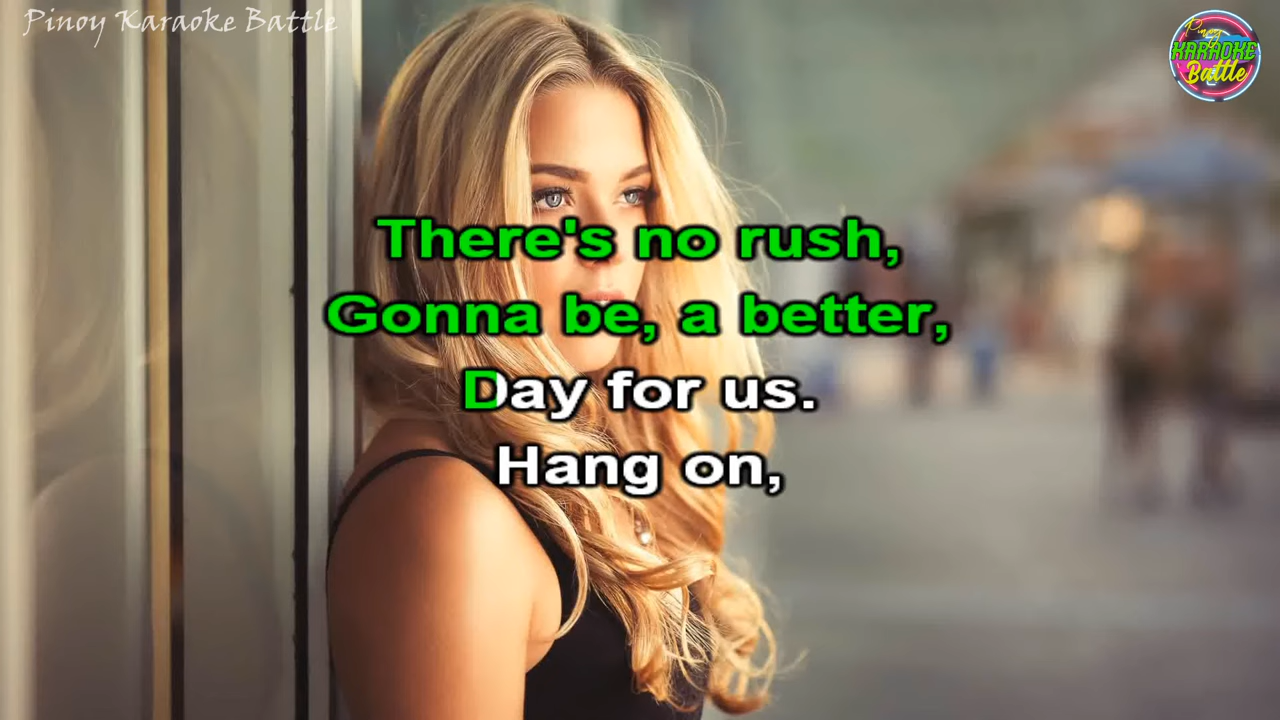 Pinoy Karaoke Battle
Pinoy
KARAOKE
Battle
There's no rush,
Gonna be, a better,
Day for us.
Hang on,